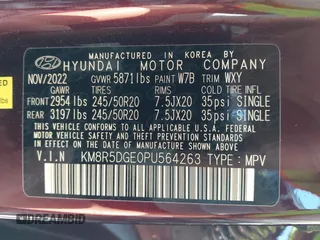 MANUFACTURED IN KOREA BY
HYUNDAI MOTOR COMPANY
NOV/2022 GVWR 5871lbs PAINT W7B TRIM WXY
GAWR TIRES RIMS COLD TIRE INFL
FRONT 2954lbs 245/50R20 7.5JX20 35psi SINGLE
REAR 3197lbs 245/50R20 7.5JX20 35psi SINGLE
THIS VEHICLE CONFORMS TO ALL APPLICABLE FEDERAL MOTOR
VEHICLE SAFETY AND THEFT PREVENTION STANDARDS IN EFFECT
ON THE DATE OF MANUFACTURE SHOWN ABOVE.
V.I.N KM8R5DGE0PU564263 TYPE: MPV
lbs
DREAMBID